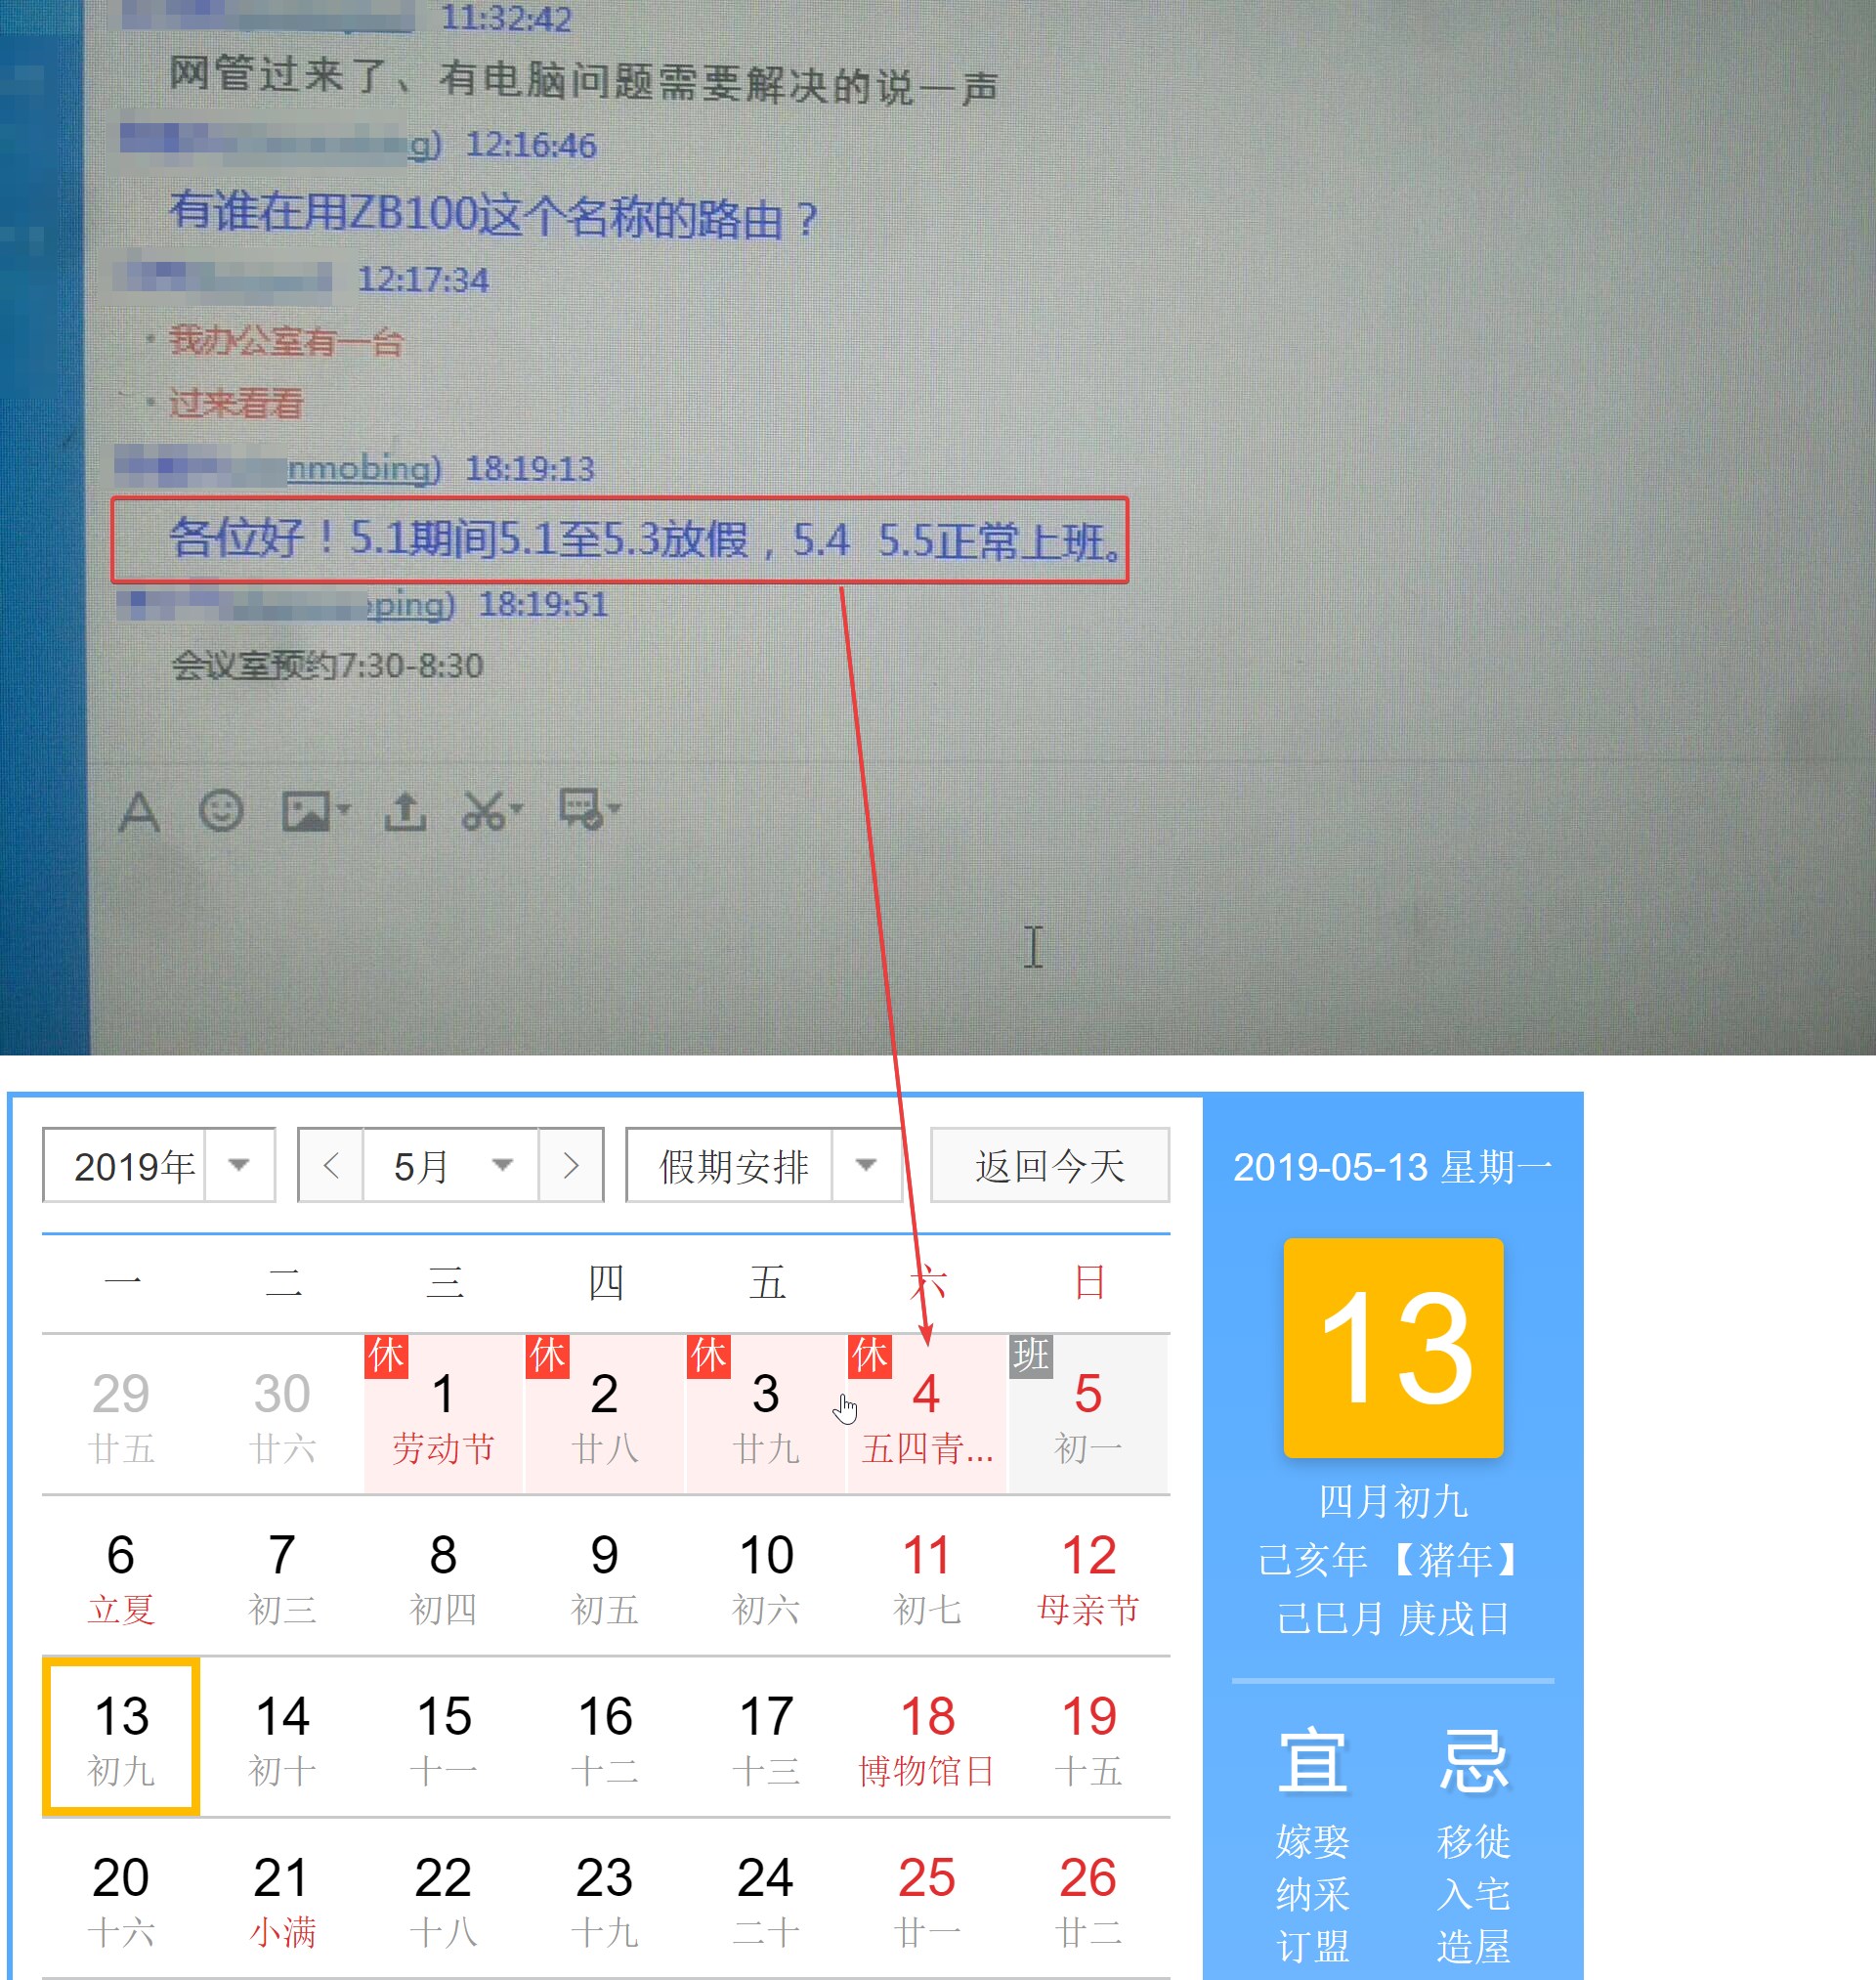 11:32:42
网管过来了、有电脑问题需要解决的说一声
g) 12:16:46
有谁在用ZB100这个名称的路由？
12:17:34
·我办公室有一台
·过来看看
nmobing) 18:19:13
各位好！5.1期间5.1至5.3放假，5.4 5.5正常上班。
ping) 18:19:51
会议室预约7:30-8:30
2019年 5月 假期安排 返回今天
一 二 三 四 五 六 日
休 休 休 休 班
29 30 1 2 3 4 5
廿五 廿六 劳动节 廿八 廿九 五四青... 初一
6 7 8 9 10 11 12
立夏 初三 初四 初五 初六 初七 母亲节
13 14 15 16 17 18 19
初九 初十 十一 十二 十三 博物馆日 十五
20 21 22 23 24 25 26
十六 小满 十八 十九 二十 廿一 廿二
2019-05-13 星期一
13
四月初九
己亥年【猪年】
己巳月 庚戌日
宜 忌
嫁娶 移徙
纳采 入宅
订盟 造屋